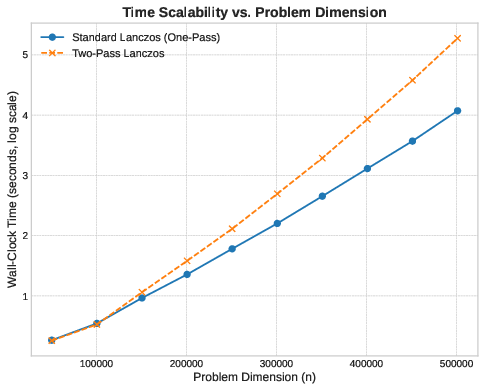 Time Scalability vs. Problem Dimension
Standard Lanczos (One-Pass)
Two-Pass Lanczos
Wall-Clock Time (seconds, log scale)
5
4
3
2
1
100000 200000 300000 400000 500000
Problem Dimension (n)